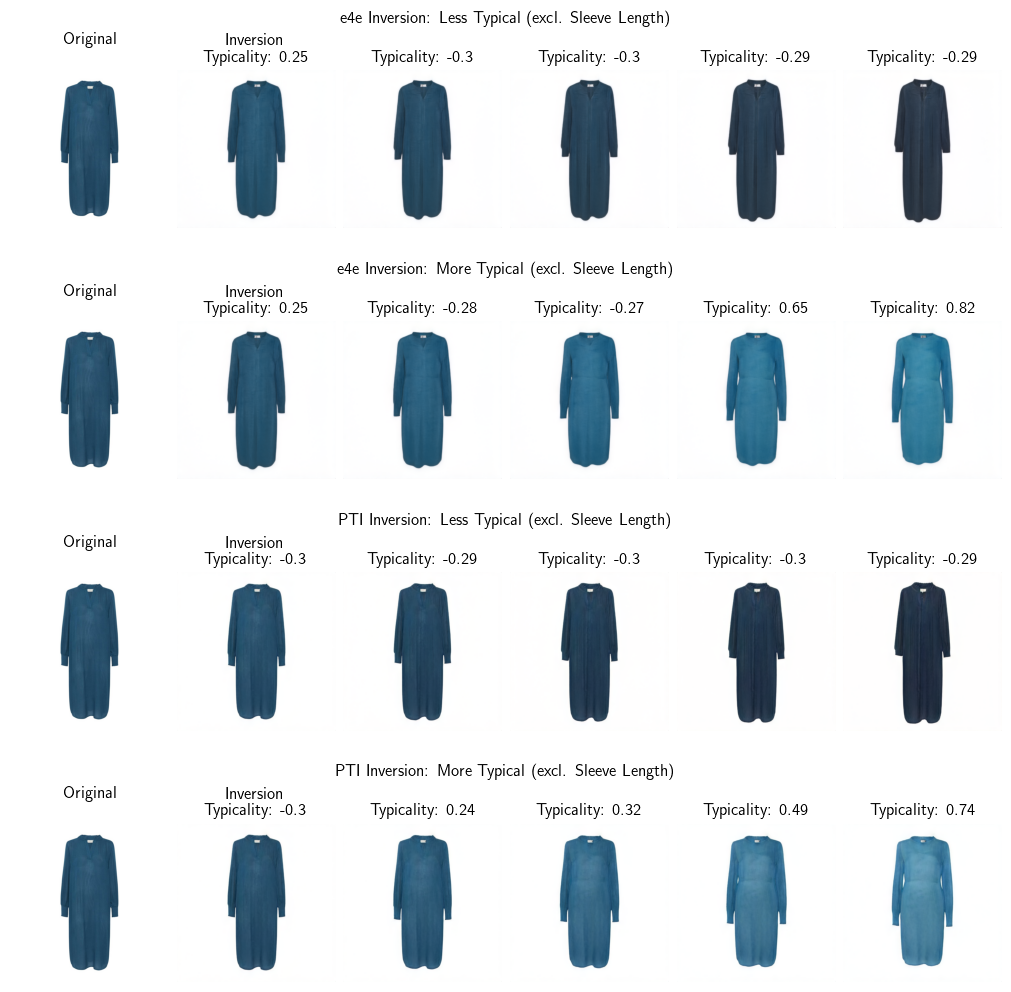 e4e Inversion: Less Typical (excl. Sleeve Length)
Original
Inversion
Typicality: 0.25
Typicality: -0.3
Typicality: -0.3
Typicality: -0.29
Typicality: -0.29
e4e Inversion: More Typical (excl. Sleeve Length)
Original
Inversion
Typicality: 0.25
Typicality: -0.28
Typicality: -0.27
Typicality: 0.65
Typicality: 0.82
PTI Inversion: Less Typical (excl. Sleeve Length)
Original
Inversion
Typicality: -0.3
Typicality: -0.29
Typicality: -0.3
Typicality: -0.3
Typicality: -0.29
PTI Inversion: More Typical (excl. Sleeve Length)
Original
Inversion
Typicality: -0.3
Typicality: 0.24
Typicality: 0.32
Typicality: 0.49
Typicality: 0.74